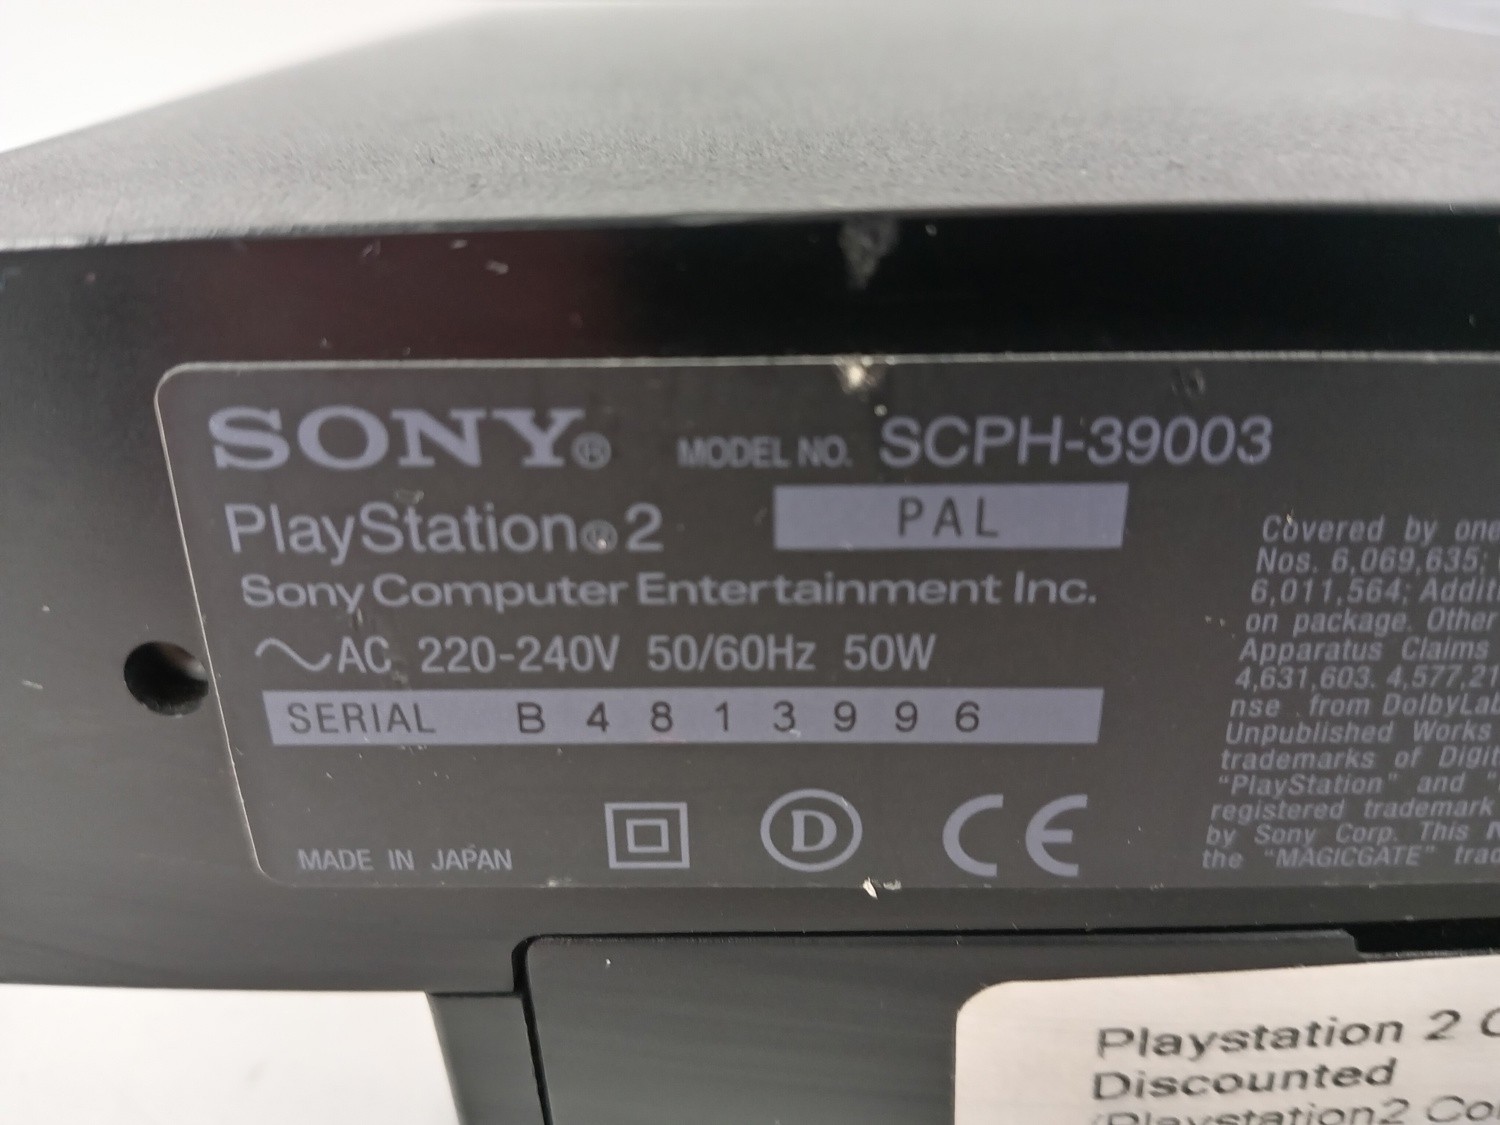 SONY® MODEL NO. SCPH-39003
PlayStation®2 PAL
Sony Computer Entertainment Inc.
AC 220-240V 50/60Hz 50W
SERIAL B 4 8 1 3 9 9 6
MADE IN JAPAN D CE
Covered by one
Nos. 6,069,635;
6,011,564; Additi
on package. Other
Apparatus Claims
4,631,603. 4,577,21
nse from DolbyLab
Unpublished Works
trademarks of Digit
"PlayStation" and "
registered trademark
by Sony Corp. This
the "MAGICGATE" trad
Playstation 2 C
Discounted
(Playstation2 Co